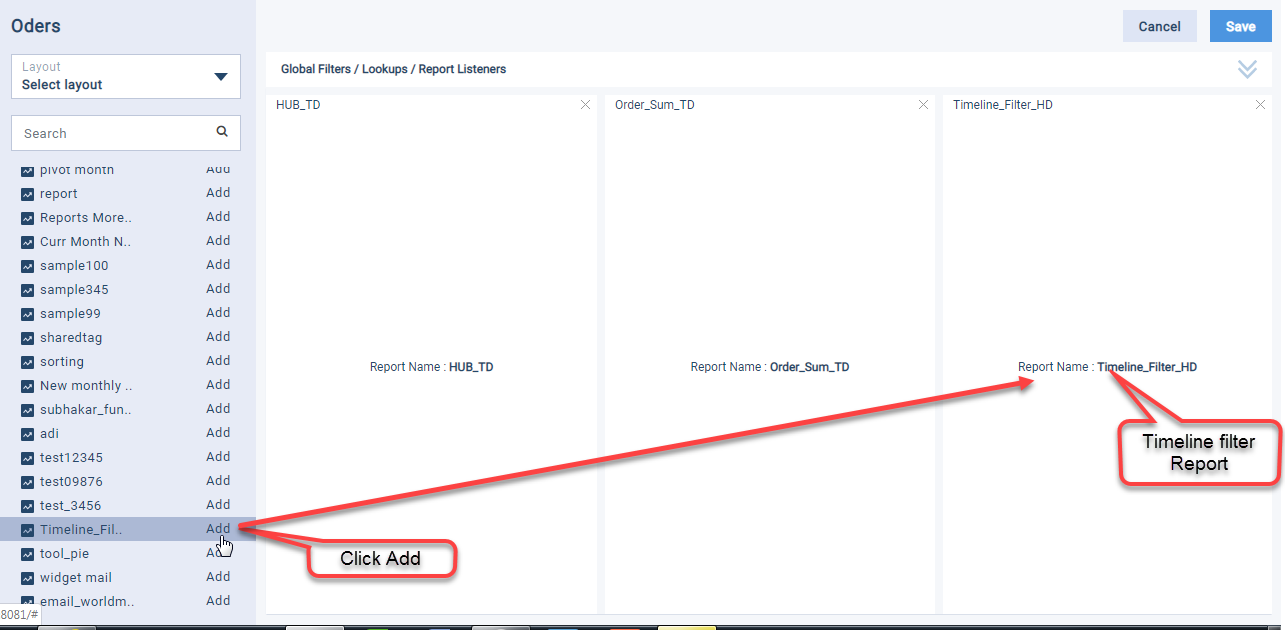 Oders
Cancel
Save
Layout
Select layout
Search
Global Filters / Lookups / Report Listeners
pivot month Add
report Add
Reports More.. Add
Curr Month N.. Add
sample100 Add
sample345 Add
sample99 Add
sharedtag Add
sorting Add
New monthly .. Add
subhakar_fun.. Add
adi Add
test12345 Add
test09876 Add
test_3456 Add
Timeline_Fil.. Add
tool_pie Add
widget mail Add
email_worldm.. Add
8081/#
HUB_TD
Report Name : HUB_TD
Order_Sum_TD
Report Name : Order_Sum_TD
Timeline_Filter_HD
Report Name : Timeline_Filter_HD
Timeline filter
Report
Click Add